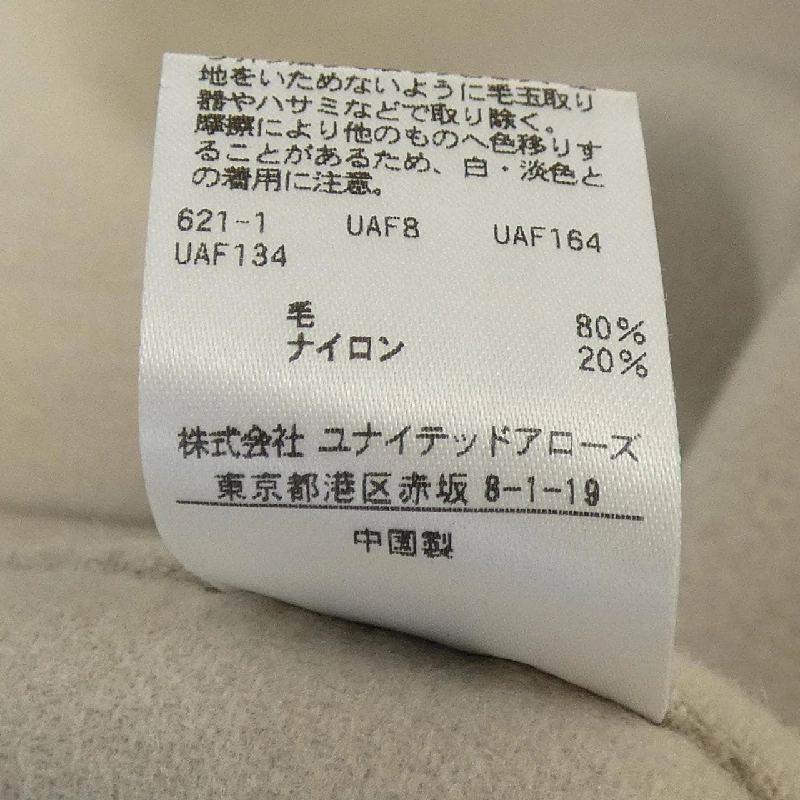 地をいためないように毛玉取り
器やハサミなどで取り除く。
摩擦により他のものへ色移りす
ることがあるため、白・淡色と
の着用に注意。
621-1 UAF8 UAF164
UAF134
毛 80%
ナイロン 20%
株式会社 ユナイテッドアローズ
東京都港区赤坂 8-1-19
中国製